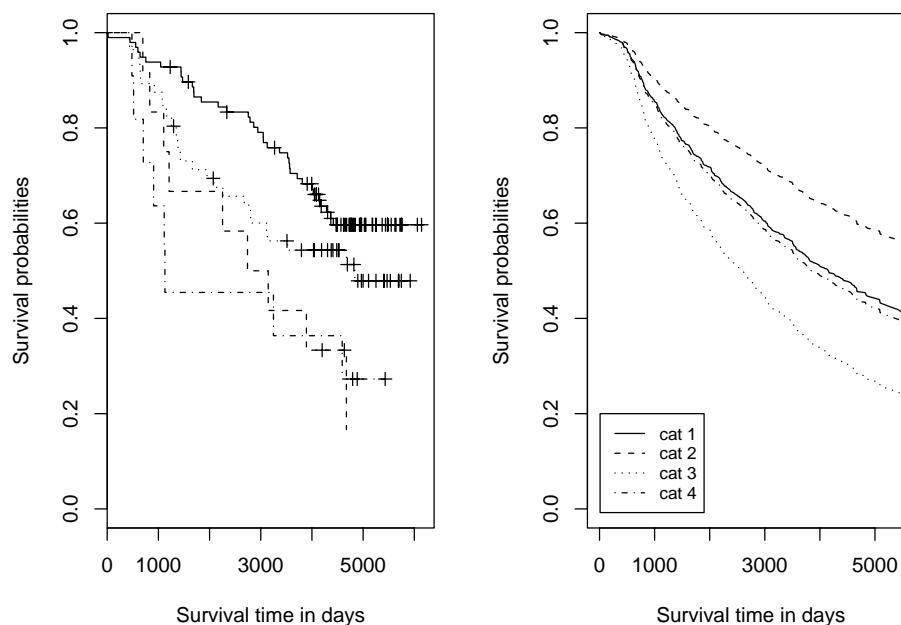 0.0 0.2 0.4 0.6 0.8 1.0
Survival probabilities
0 1000 3000 5000
Survival time in days
0.0 0.2 0.4 0.6 0.8 1.0
Survival probabilities
cat 1
cat 2
cat 3
cat 4
0 1000 3000 5000
Survival time in days